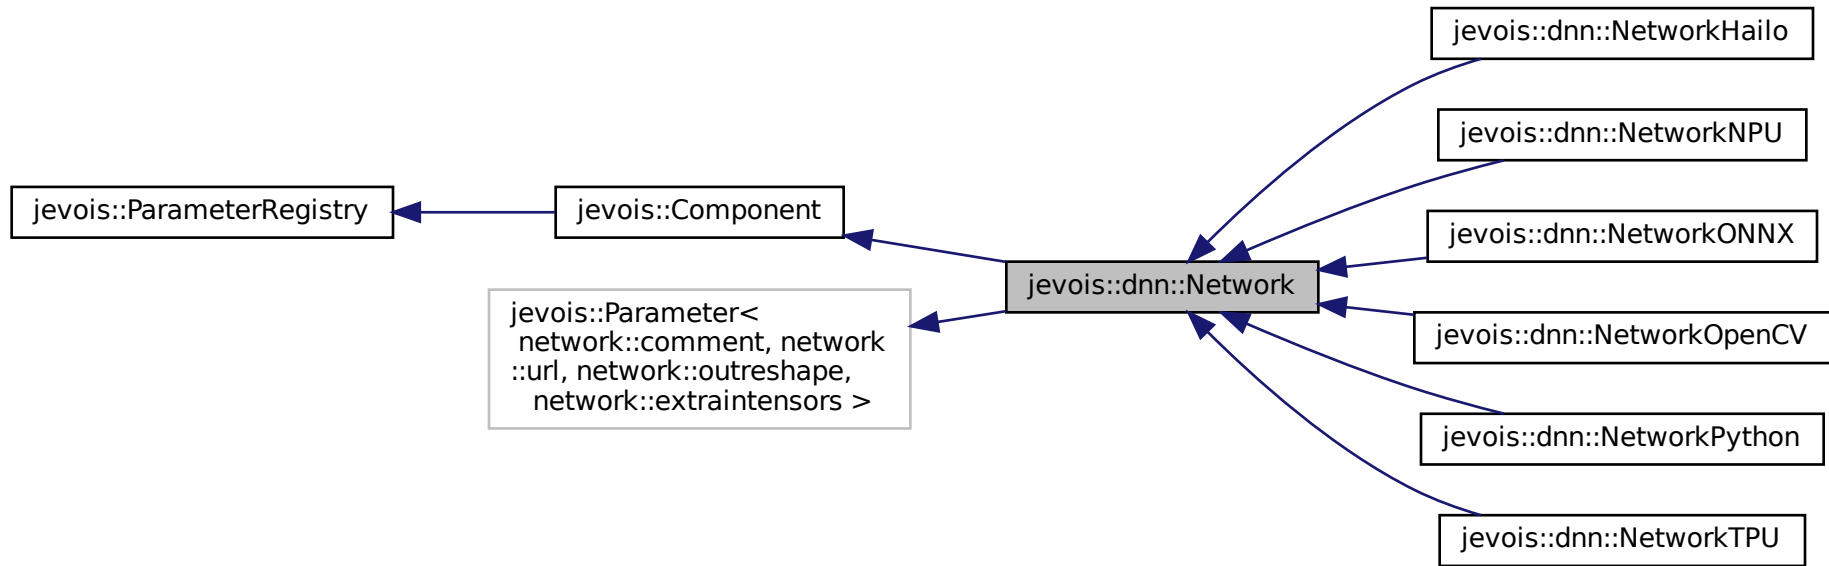 jevois::dnn::NetworkHailo
jevois::dnn::NetworkNPU
jevois::ParameterRegistry
jevois::Component
jevois::dnn::NetworkONNX
jevois::dnn::Network
jevois::Parameter<
network::comment, network
::url, network::outreshape,
network::extraintensors >
jevois::dnn::NetworkOpenCV
jevois::dnn::NetworkPython
jevois::dnn::NetworkTPU